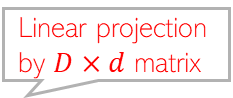 Linear projection
by D × d matrix